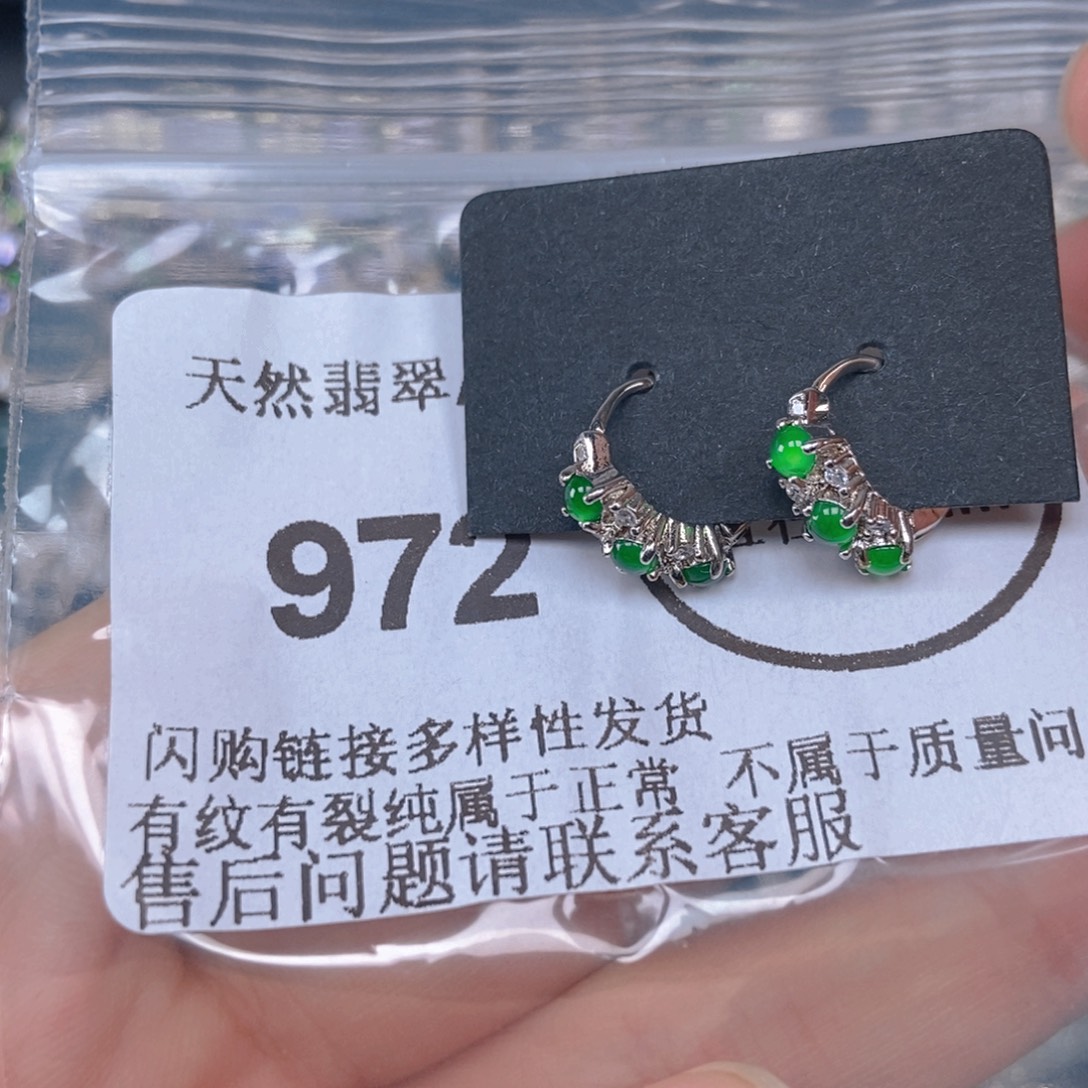 天然翡翠
972
闪购链接多样性发货
有纹有裂纯属于正常 不属于质量问
售后问题请联系客服